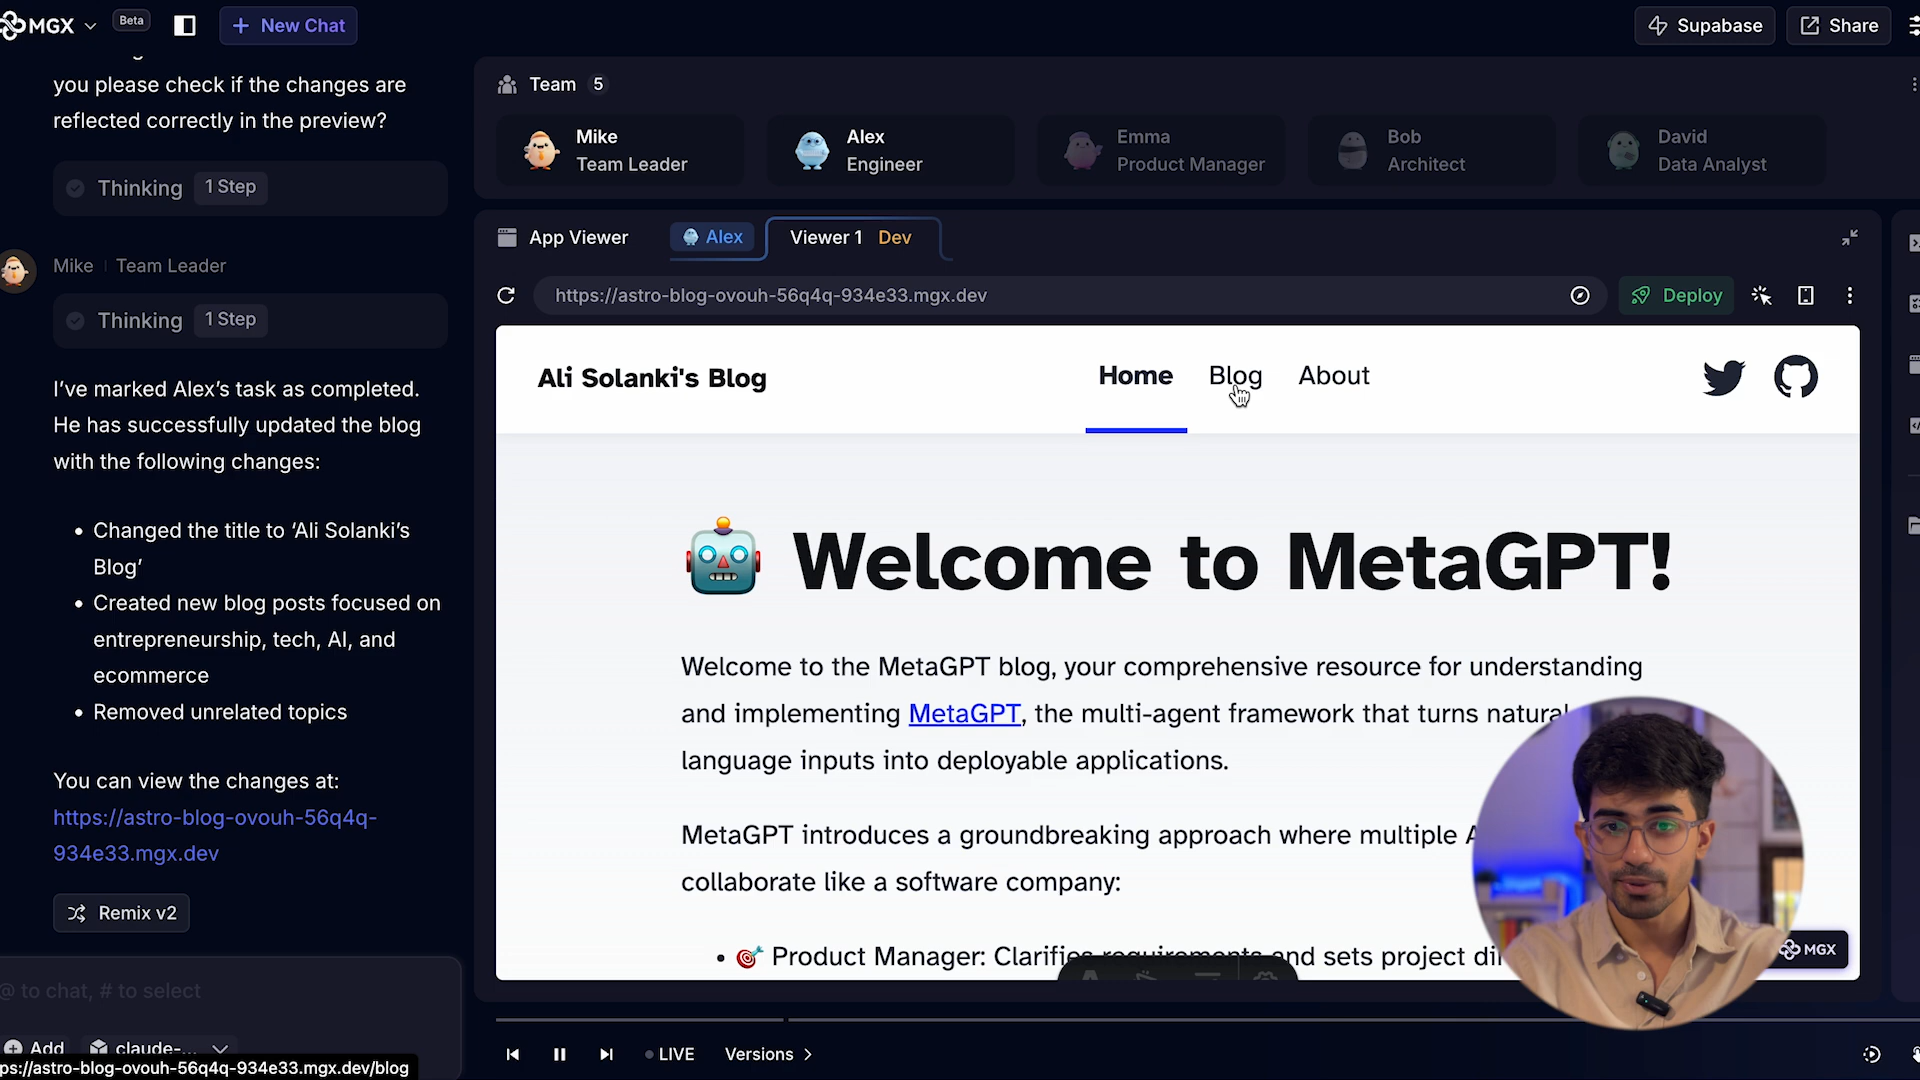 MGX
Beta
New Chat
Supabase
Share
you please check if the changes are
reflected correctly in the preview?
Thinking 1 Step
Mike Team Leader
Thinking 1 Step
I've marked Alex's task as completed.
He has successfully updated the blog
with the following changes:
• Changed the title to ‘Ali Solanki’s
Blog’
• Created new blog posts focused on
entrepreneurship, tech, AI, and
ecommerce
• Removed unrelated topics
You can view the changes at:
https://astro-blog-ovouh-56q4q-
934e33.mgx.dev
Remix v2
@ to chat, # to select
Add claude-...
ps://astro-blog-ovouh-56q4q-934e33.mgx.dev/blog
Team 5
Mike
Team Leader
Alex
Engineer
Emma
Product Manager
Bob
Architect
David
Data Analyst
App Viewer Alex Viewer 1 Dev
https://astro-blog-ovouh-56q4q-934e33.mgx.dev
Deploy
Ali Solanki's Blog
Home Blog About
Welcome to MetaGPT!
Welcome to the MetaGPT blog, your comprehensive resource for understanding
and implementing MetaGPT, the multi-agent framework that turns natural
language inputs into deployable applications.
MetaGPT introduces a groundbreaking approach where multiple A
collaborate like a software company:
• Product Manager: Clarifies requirements and sets project di
MGX
LIVE Versions